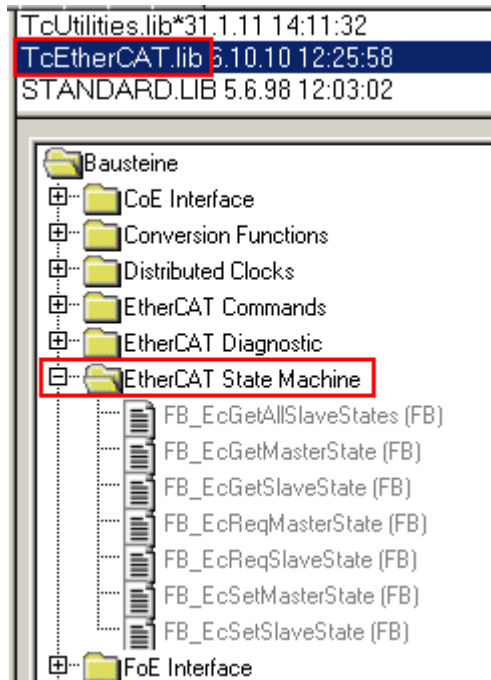 TcUtilities.lib*31.1.11 14:11:32
TcEtherCAT.lib 6.10.10 12:25:58
STANDARD.LIB 5.6.98 12:03:02
Bausteine
CoE Interface
Conversion Functions
Distributed Clocks
EtherCAT Commands
EtherCAT Diagnostic
EtherCAT State Machine
FB_EcGetAllSlaveStates (FB)
FB_EcGetMasterState (FB)
FB_EcGetSlaveState (FB)
FB_EcReqMasterState (FB)
FB_EcReqSlaveState (FB)
FB_EcSetMasterState (FB)
FB_EcSetSlaveState (FB)
FoE Interface